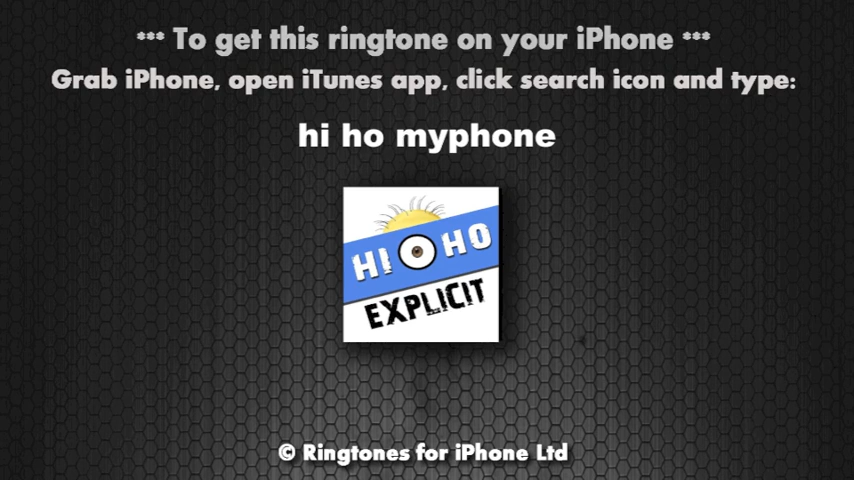 *** To get this ringtone on your iPhone ***
Grab iPhone, open iTunes app, click search icon and type:
hi ho myphone
HI HO
EXPLICIT
© Ringtones for iPhone Ltd